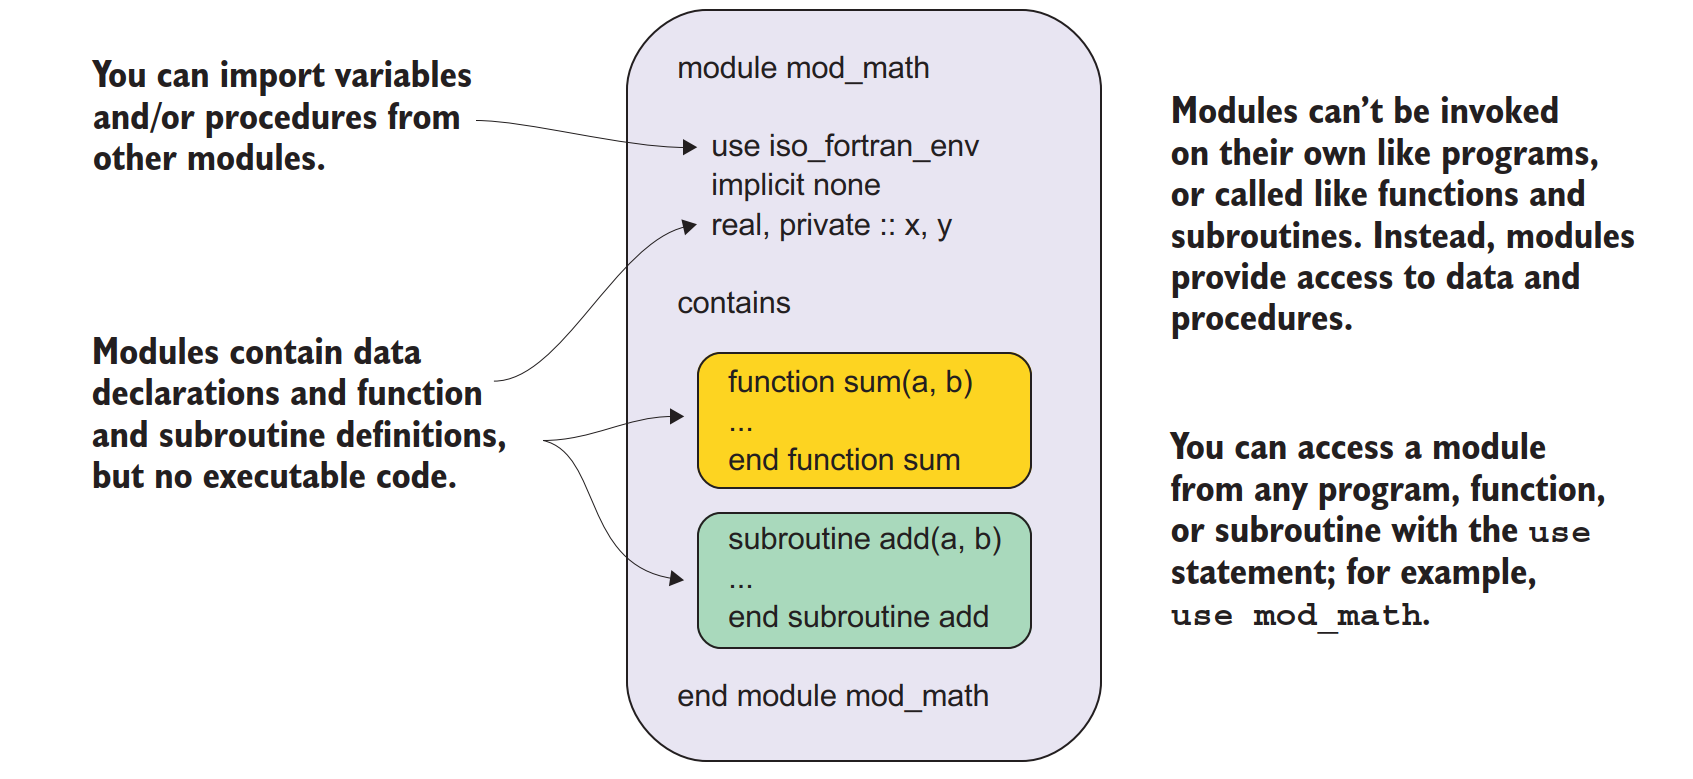 You can import variables
and/or procedures from
other modules.
Modules contain data
declarations and function
and subroutine definitions,
but no executable code.
module mod_math
use iso_fortran_env
implicit none
real, private :: x, y
contains
function sum(a, b)
...
end function sum
subroutine add(a, b)
...
end subroutine add
end module mod_math
Modules can’t be invoked
on their own like programs,
or called like functions and
subroutines. Instead, modules
provide access to data and
procedures.
You can access a module
from any program, function,
or subroutine with the use
statement; for example,
use mod_math.